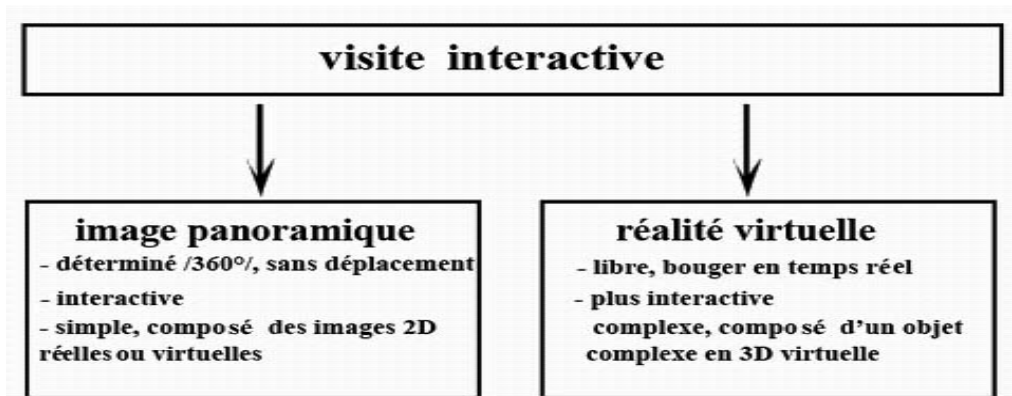 visite interactive
image panoramique
- déterminé /360°/, sans déplacement
- interactive
- simple, composé des images 2D
réelles ou virtuelles
réalité virtuelle
- libre, bouger en temps réel
- plus interactive
complexe, composé d'un objet
complexe en 3D virtuelle